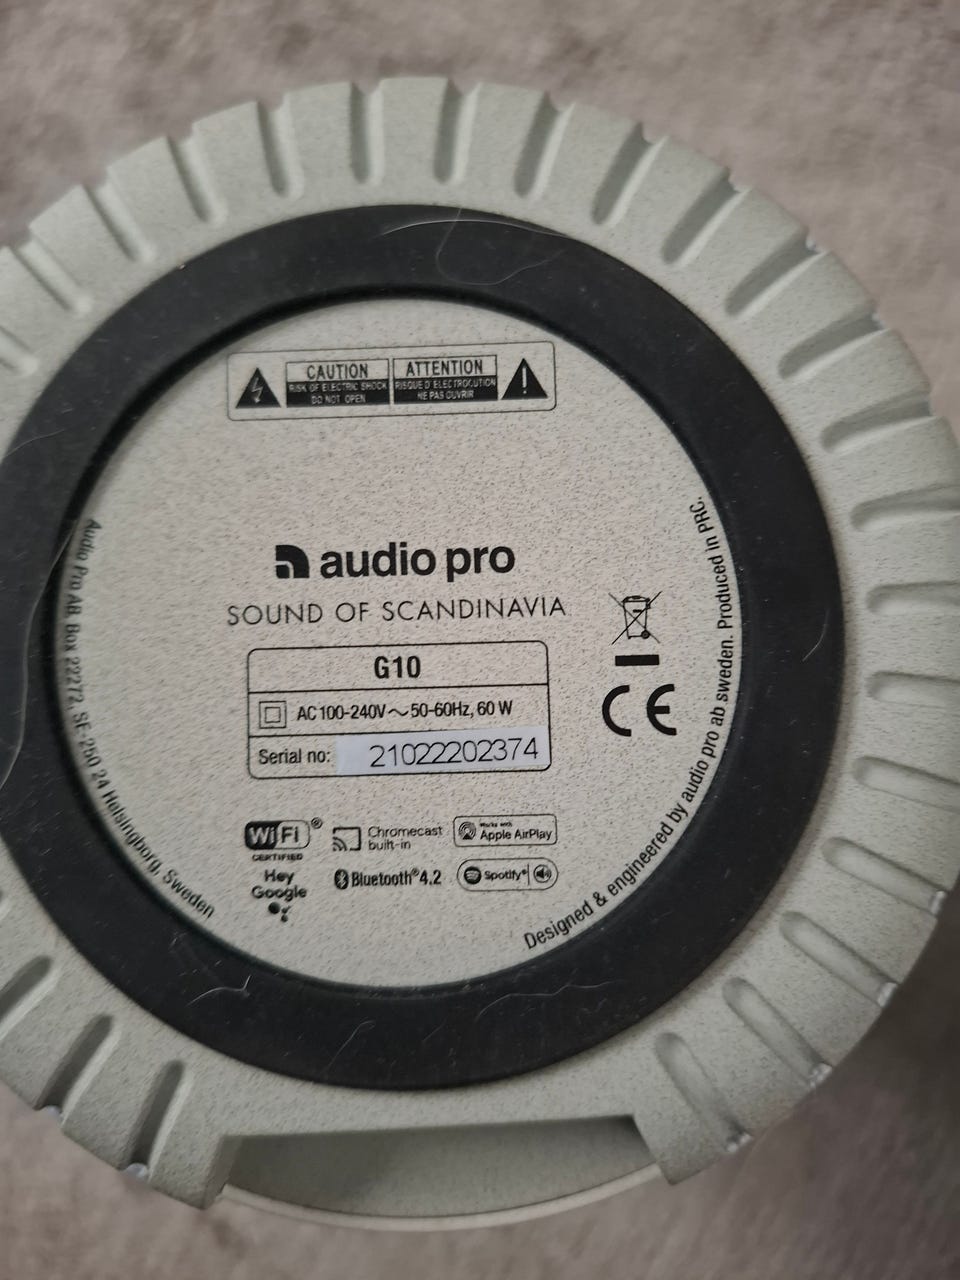 CAUTION
RISK OF ELECTRIC SHOCK
DO NOT OPEN
ATTENTION
RISQUE D'ELECTROCUTION
NE PAS OUVRIR
audio pro
SOUND OF SCANDINAVIA
G10
AC 100-240V~50-60Hz, 60 W
Serial no: 21022202374
CE
WiFi®
CERTIFIED
Chromecast
built-in
Works with
Apple AirPlay
Hey
Google
Bluetooth®4.2
Spotify®
Audio Pro AB, Box 22272, SE-250 24 Helsingborg, Sweden
Designed & engineered by audio pro ab sweden. Produced in PRC.